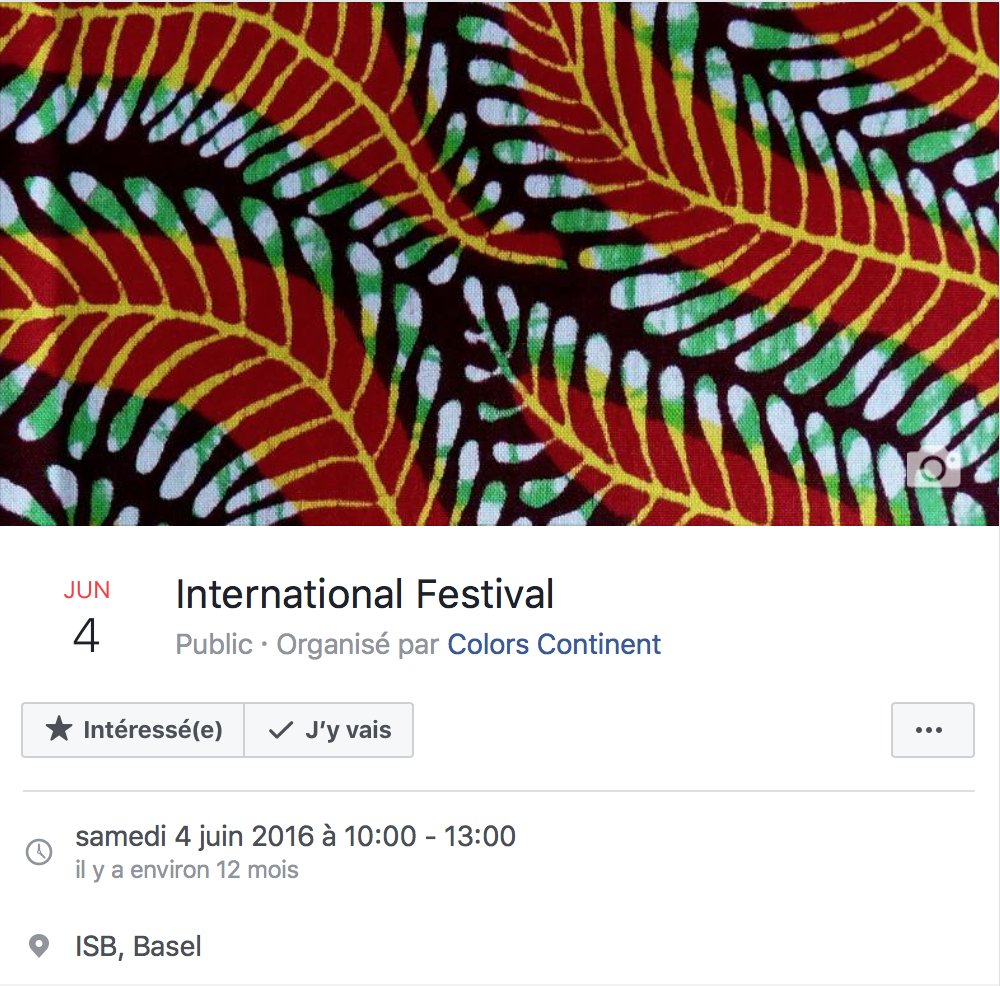 JUN
4
International Festival
Public · Organisé par Colors Continent
Intéressé(e)
J’y vais
samedi 4 juin 2016 à 10:00 - 13:00
il y a environ 12 mois
ISB, Basel